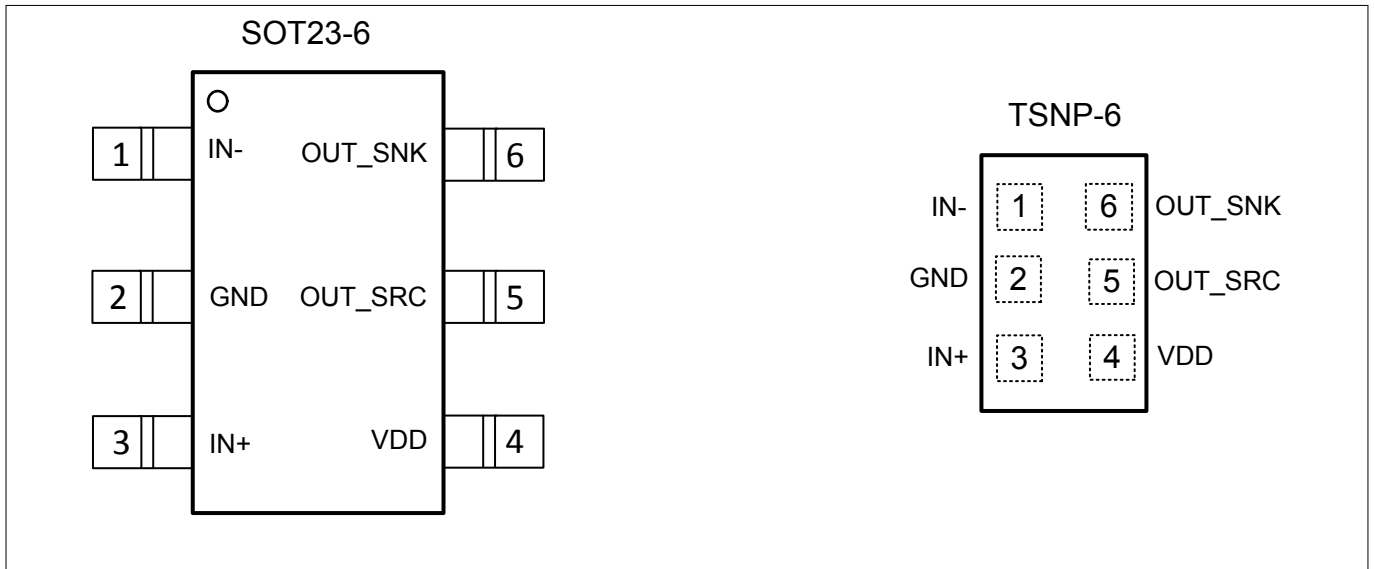 SOT23-6
1 IN- OUT_SNK 6
2 GND OUT_SRC 5
3 IN+ VDD 4
TSNP-6
IN- 1 6 OUT_SNK
GND 2 5 OUT_SRC
IN+ 3 4 VDD